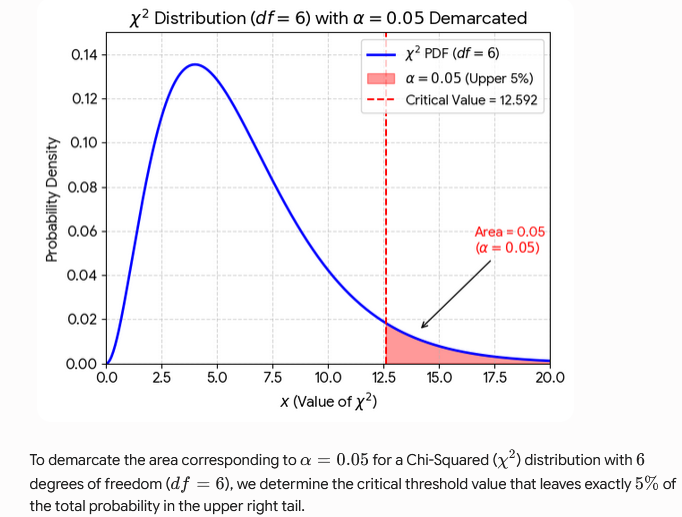 χ² Distribution (df = 6) with α = 0.05 Demarcated
0.14
0.12
0.10
0.08
0.06
0.04
0.02
0.00
Probability Density
χ² PDF (df = 6)
α = 0.05 (Upper 5%)
Critical Value = 12.592
Area = 0.05
(α = 0.05)
0.0 2.5 5.0 7.5 10.0 12.5 15.0 17.5 20.0
x (Value of χ²)
To demarcate the area corresponding to α = 0.05 for a Chi-Squared (χ²) distribution with 6
degrees of freedom (df = 6), we determine the critical threshold value that leaves exactly 5% of
the total probability in the upper right tail.